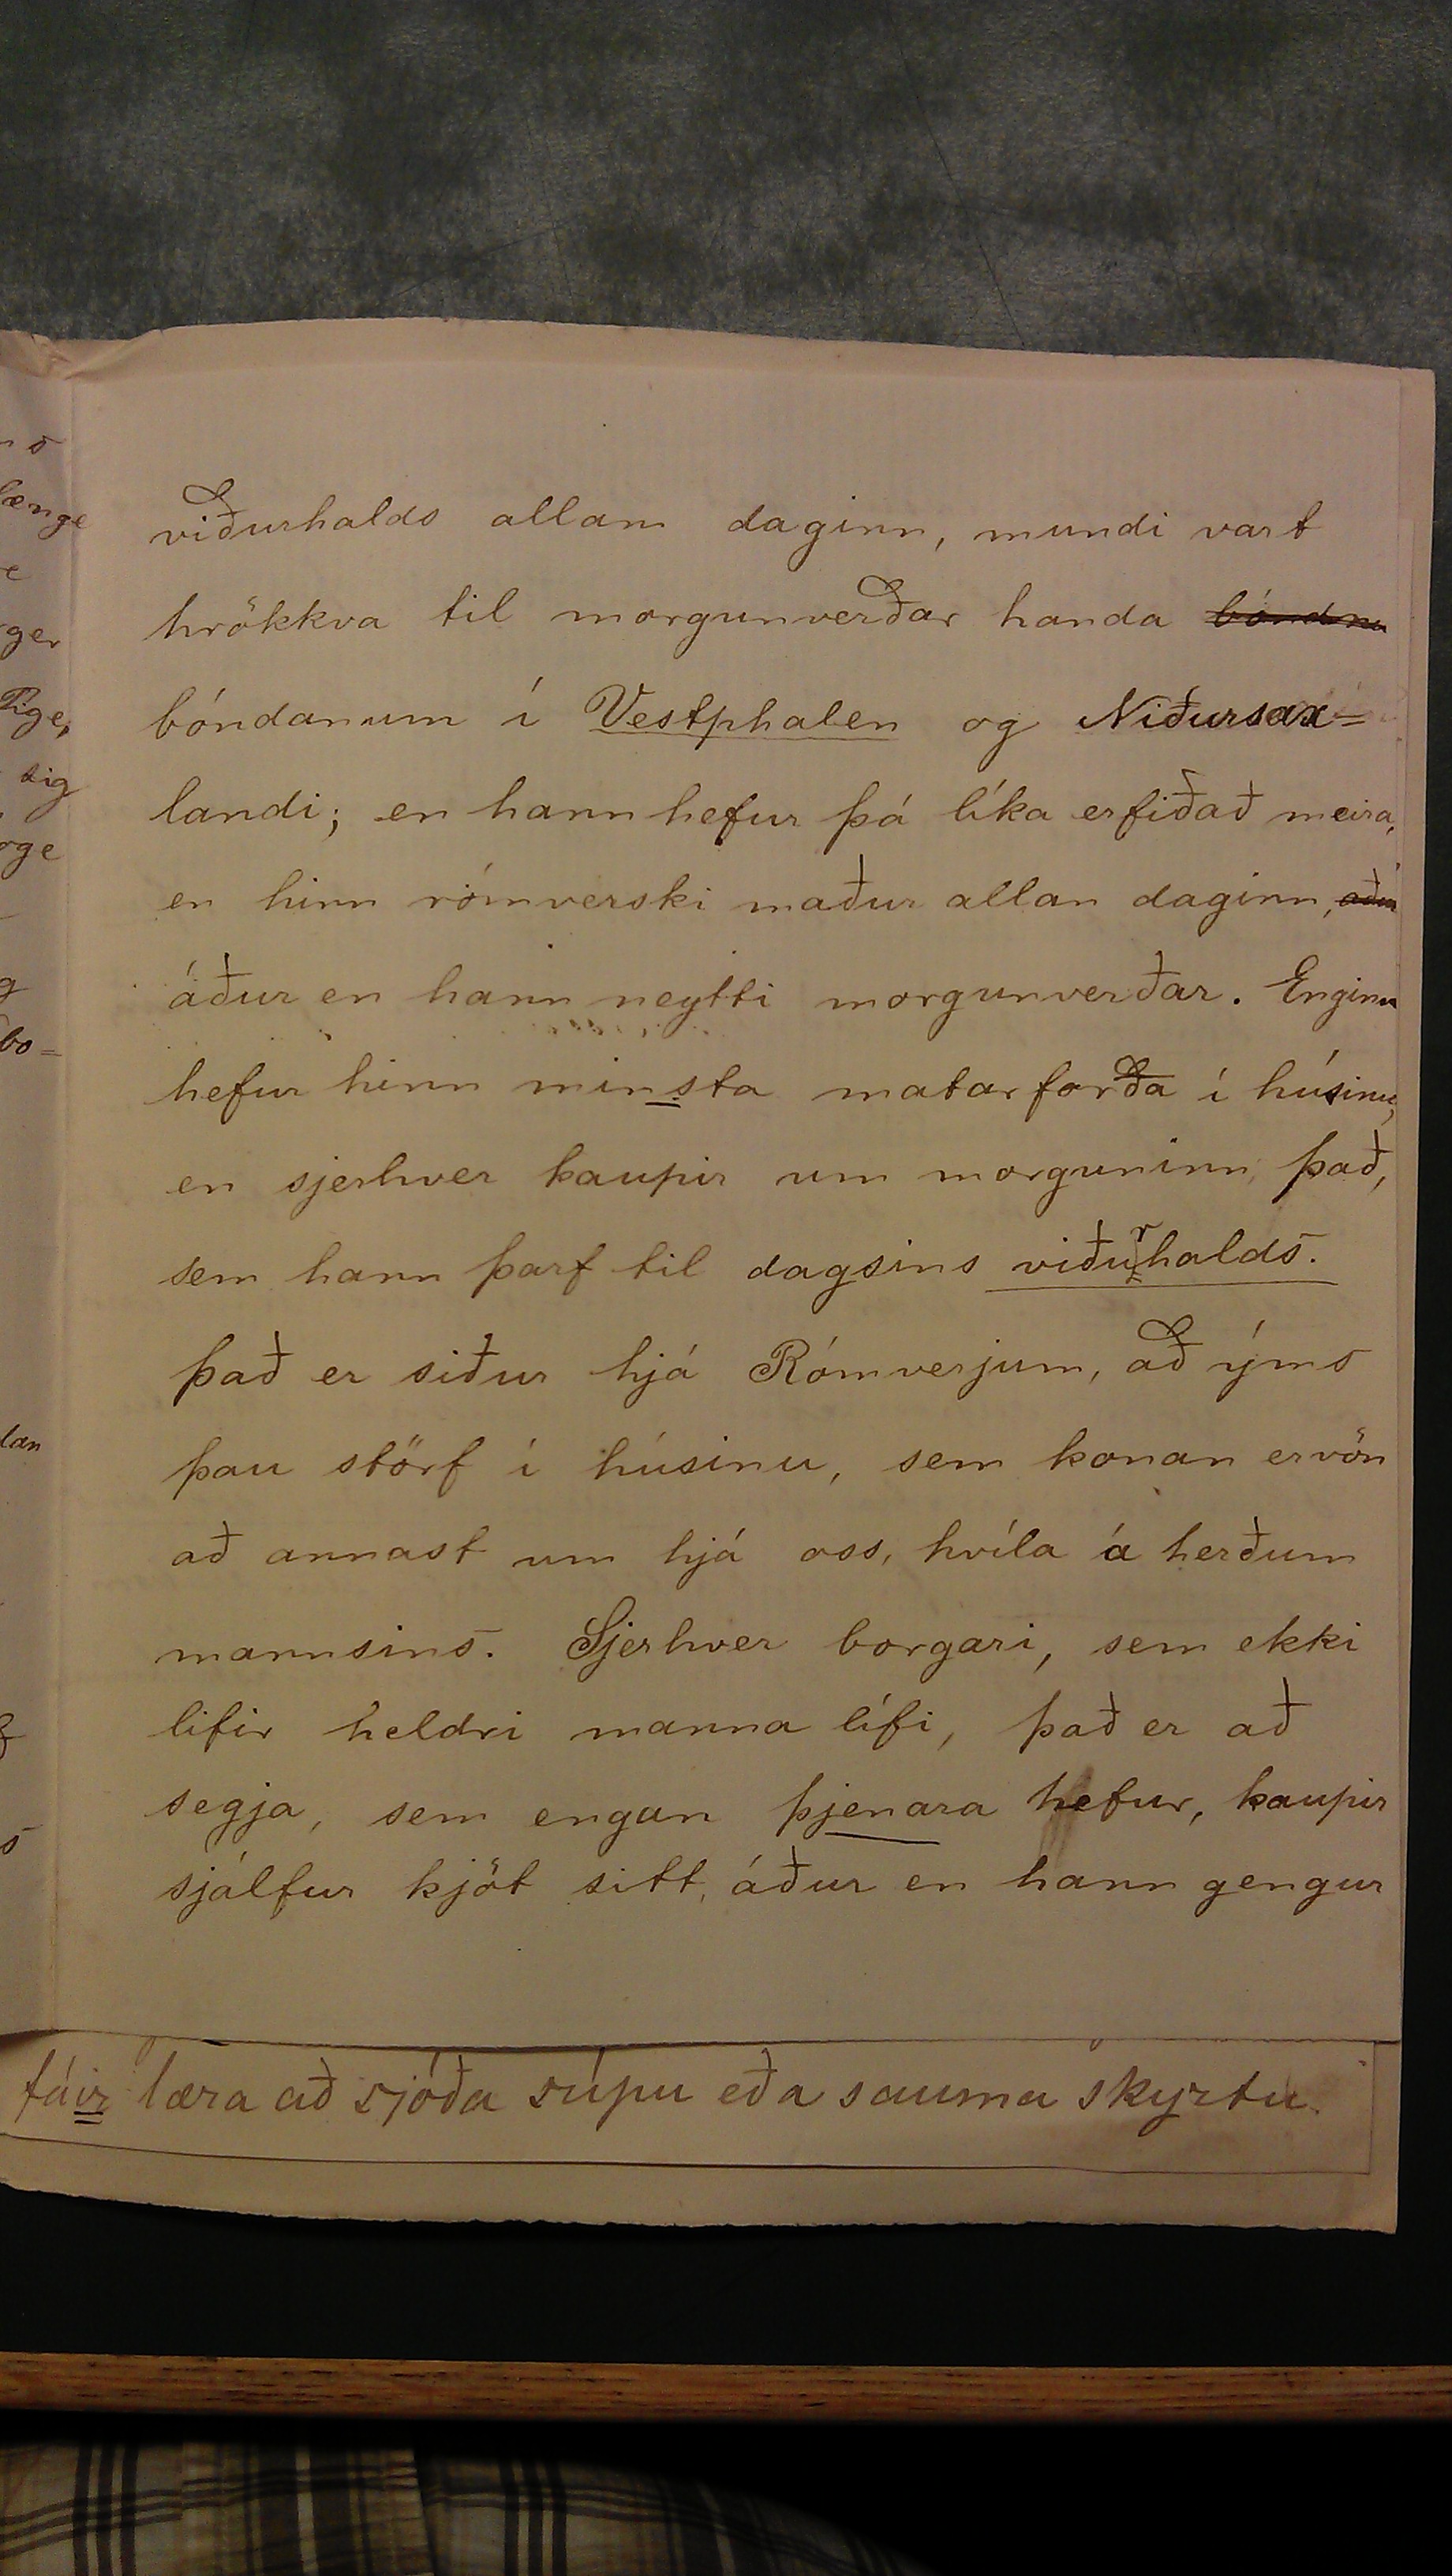 viðurhalds allan daginn, mundi vart
hrökkva til morgunverðar handa
bóndanum í Vestphalen og Niðursax=
landi; en hann hefur þá líka erfiðað meira,
en hinn rómverski maður allan daginn,
áður en hann neytti morgunverðar. Enginn
hefur hinn minsta matarforða í húsinu,
en sjerhver kaupir um morguninn það,
sem hann þarf til dagsins viðurhalds.
það er siður hjá Rómverjum, að ýms
þau störf í húsinu, sem konan er vön
að annast um hjá oss, hvíla á herðum
mannsins. Sjerhver borgari, sem ekki
lifir heldri manna lífi, það er að
segja, sem engan þjenara hefur, kaupir
sjálfur kjöt sitt, áður en hann gengur
fáir læra að sjóða súpu eða sauma skyrtu.